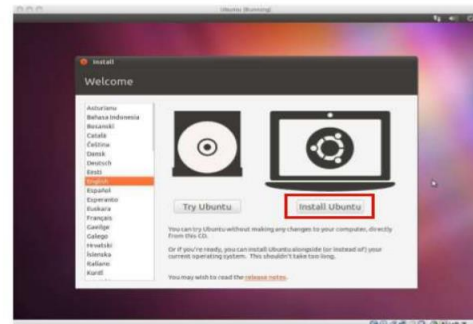 Ubuntu [Running]
Install
Welcome
Asturianu
Bahasa Indonesia
Bosanski
Català
Čeština
Dansk
Deutsch
Eesti
English
Español
Esperanto
Euskara
Français
Gaeilge
Galego
Hrvatski
Íslenska
Italiano
Kurdî
Try Ubuntu
Install Ubuntu
You can try Ubuntu without making any changes to your computer, directly
from this CD.
Or if you're ready, you can install Ubuntu alongside (or instead of) your
current operating system. This shouldn't take too long.
You may wish to read the release notes.